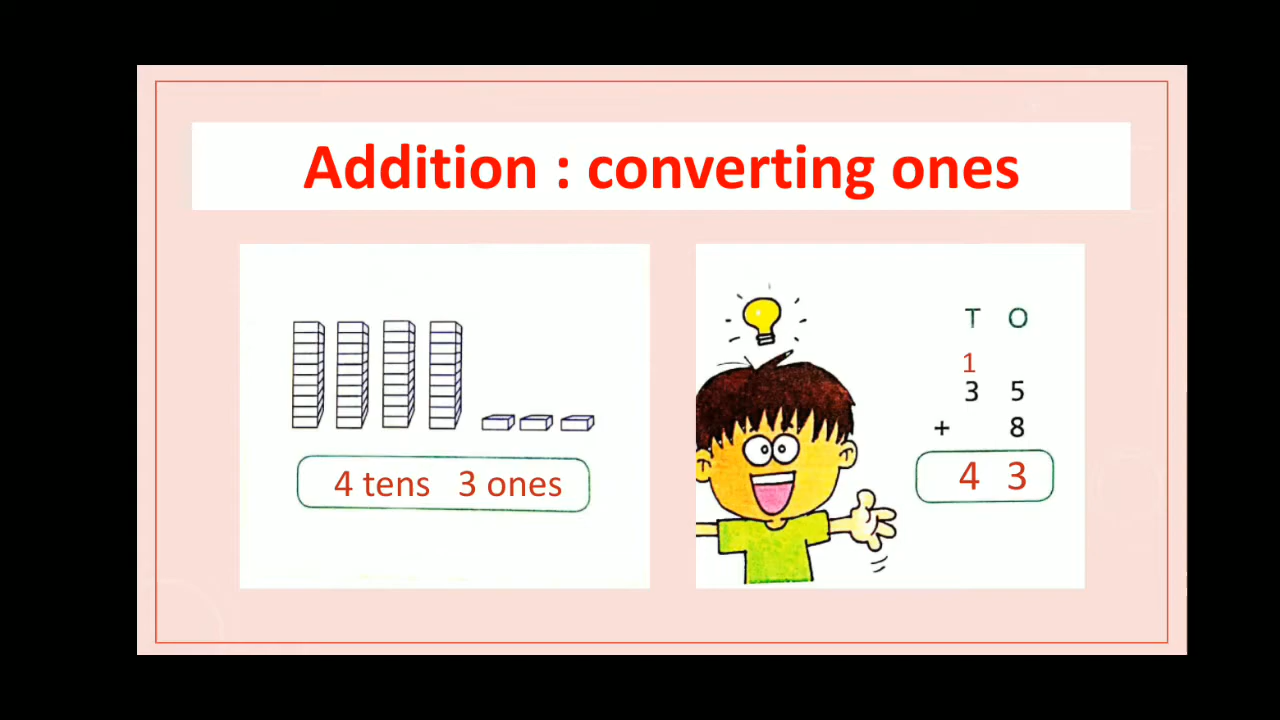 Addition : converting ones
4 tens 3 ones
T O
1
3 5
+ 8
4 3